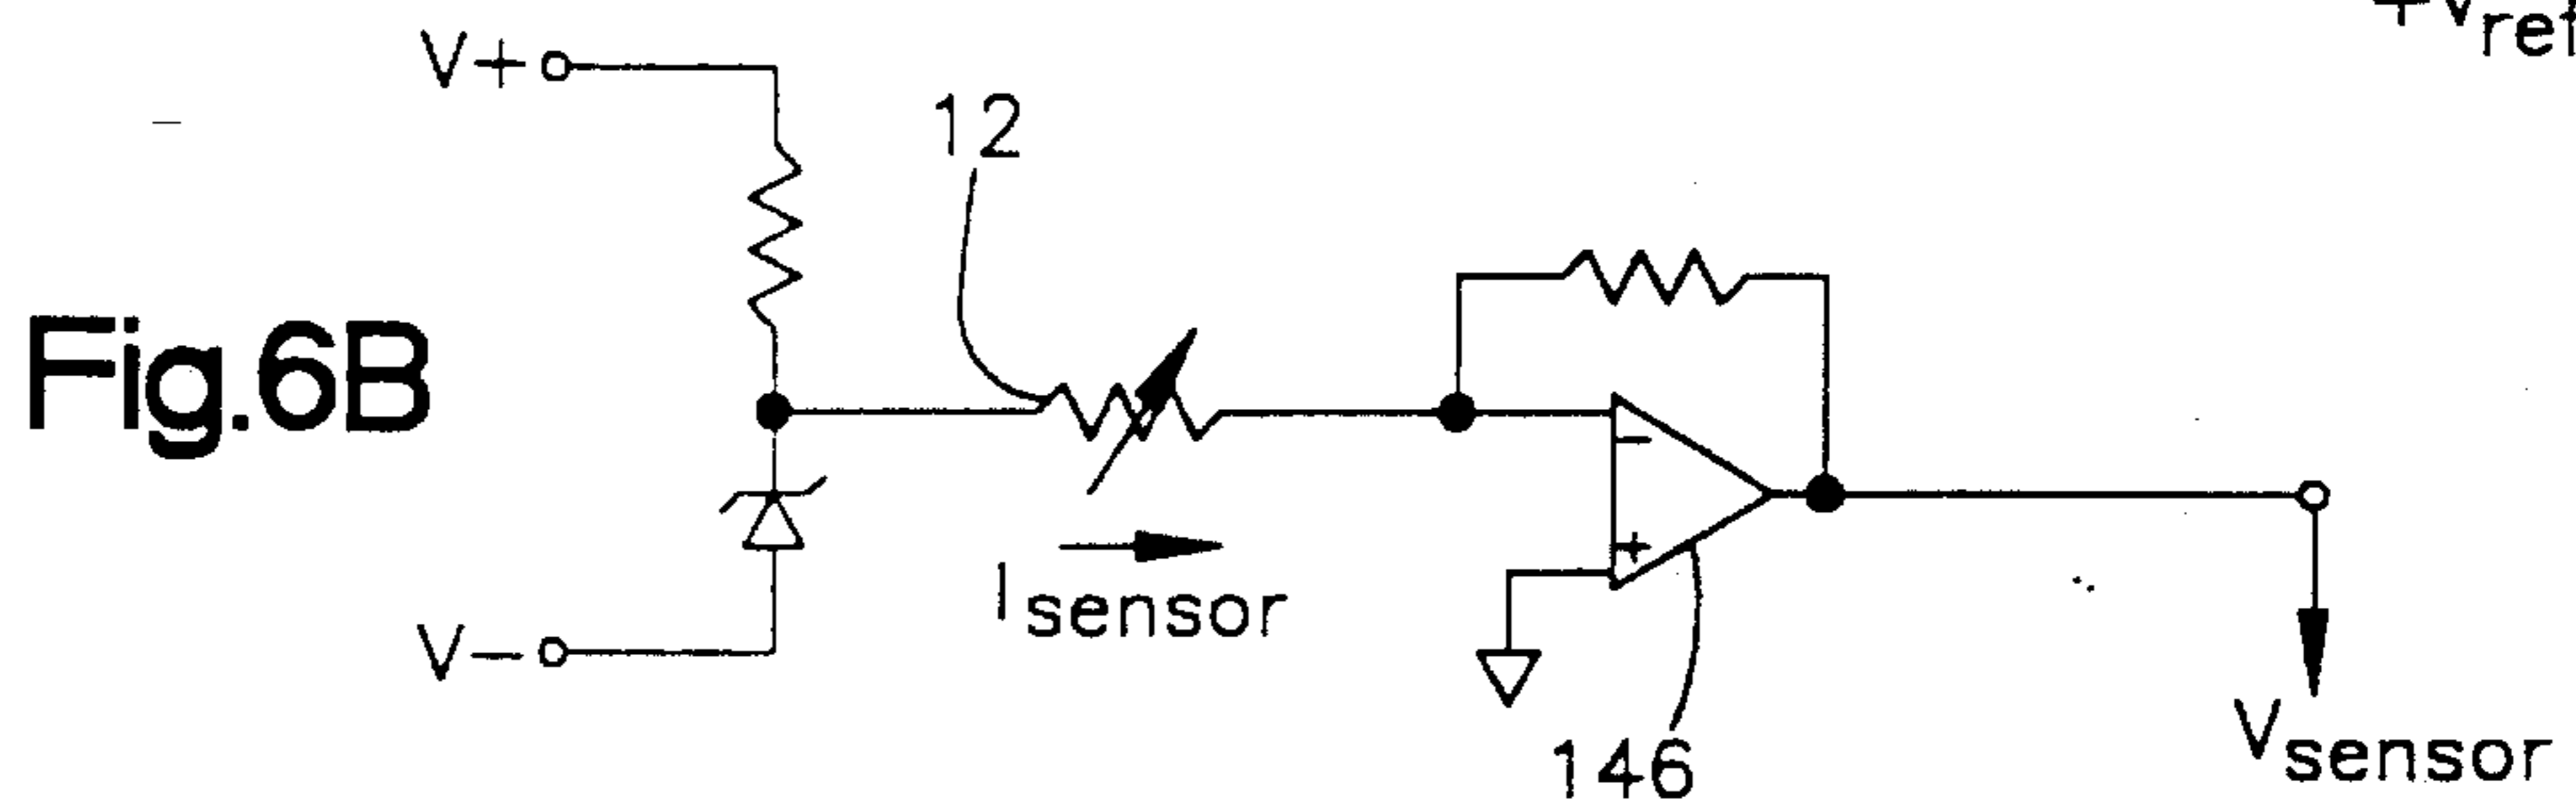 +Vref
V+
12
Fig.6B
−
+
Isensor
V−
146
Vsensor